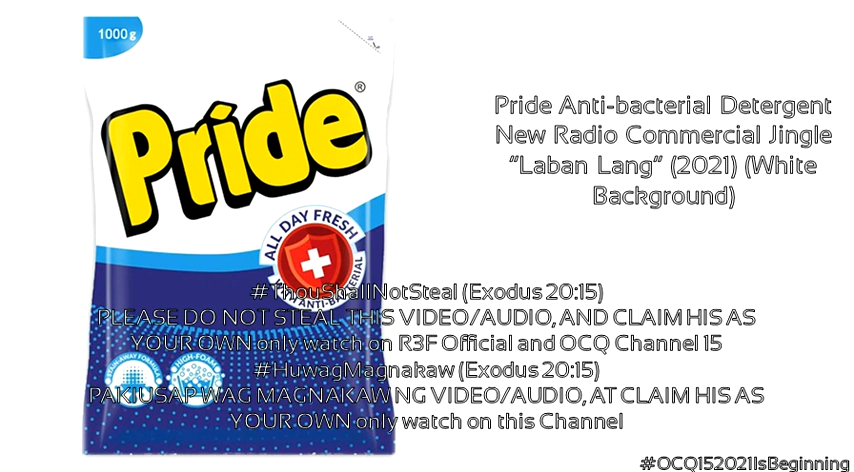 1000g
Pride®
ALL DAY FRESH
ANTI-BACTERIAL
HIGH-FOAM
Pride Anti-bacterial Detergent
New Radio Commercial Jingle
"Laban Lang" (2021) (White
Background)
#ThouShallNotSteal (Exodus 20:15)
PLEASE DO NOT STEAL THIS VIDEO/AUDIO, AND CLAIM HIS AS
YOUR OWN only watch on R3F Official and OCQ Channel 15
#HuwagMagnakaw (Exodus 20:15)
PAKIUSAP WAG MAGNAKAW NG VIDEO/AUDIO, AT CLAIM HIS AS
YOUR OWN only watch on this Channel
#OCQ152021IsBeginning